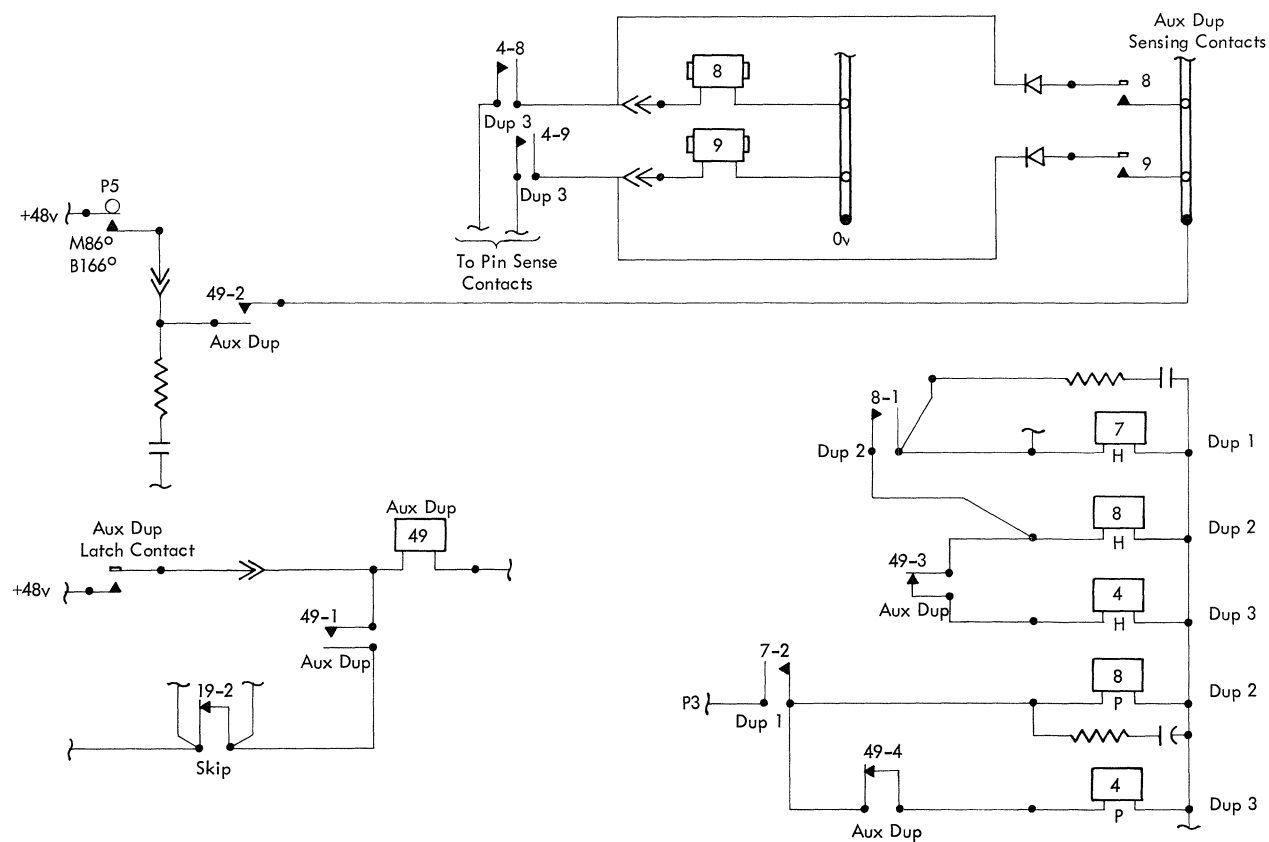 Aux Dup
Sensing Contacts
4-8
8
8
Dup 3
4-9
9
9
Dup 3
P5
+48v
M86°
B166°
0v
To Pin Sense
Contacts
49-2
Aux Dup
8-1
7
Dup 1
Dup 2
H
Aux Dup
49
8
Dup 2
H
Aux Dup
Latch Contact
49-3
+48v
4
Aux Dup
Dup 3
H
49-1
Aux Dup
7-2
8
Dup 2
19-2
P3
P
Dup 1
49-4
Skip
4
Dup 3
P
Aux Dup